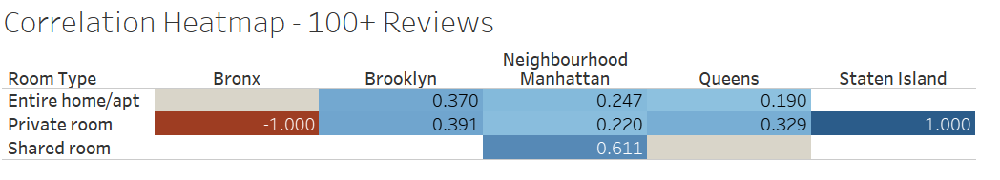 Correlation Heatmap - 100+ Reviews
Neighbourhood
Room Type Bronx Brooklyn Manhattan Queens Staten Island
Entire home/apt 0.370 0.247 0.190
Private room -1.000 0.391 0.220 0.329 1.000
Shared room 0.611